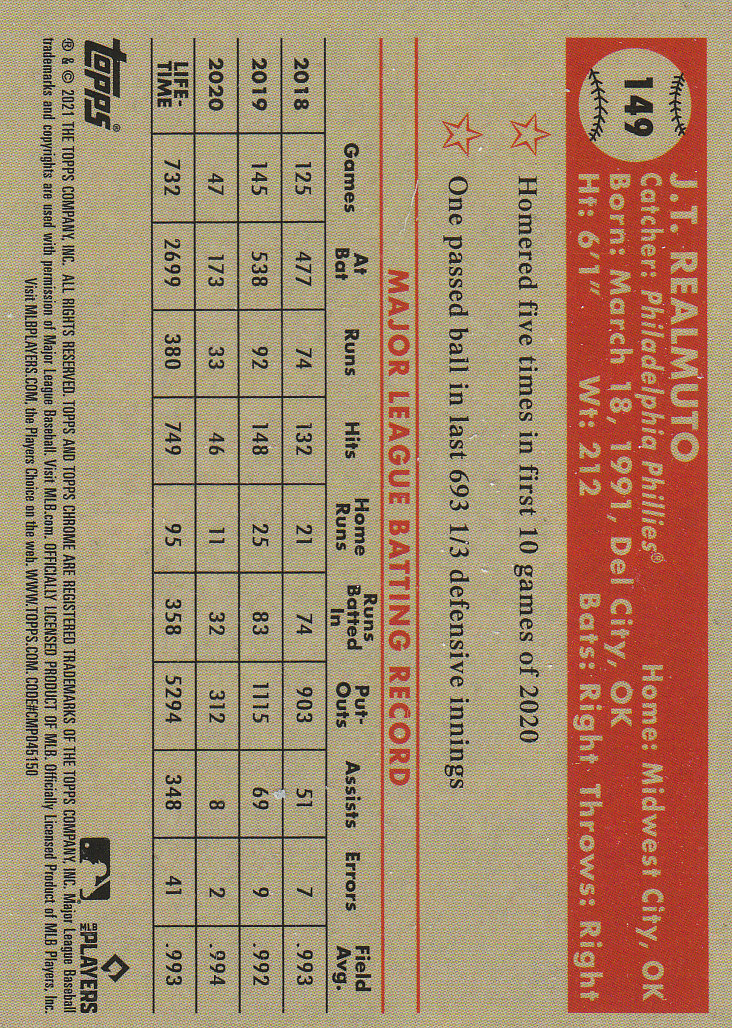 149
J.T. REALMUTO
Catcher: Philadelphia Phillies® Home: Midwest City, OK
Born: March 18, 1991, Del City, OK
Ht: 6'1" Wt: 212 Bats: Right Throws: Right
Homered five times in first 10 games of 2020
One passed ball in last 693 1/3 defensive innings
MAJOR LEAGUE BATTING RECORD
Games At Bat Runs Hits Home Runs Runs Batted In Put-Outs Assists Errors Field Avg.
2018 125 477 74 132 21 74 903 51 7 .993
2019 145 538 92 148 25 83 1115 69 9 .992
2020 47 173 33 46 11 32 312 8 2 .994
LIFE-TIME 732 2699 380 749 95 358 5294 348 41 .993
topps®
MLB PLAYERS
® & © 2021 THE TOPPS COMPANY, INC. ALL RIGHTS RESERVED. TOPPS AND TOPPS CHROME ARE REGISTERED TRADEMARKS OF THE TOPPS COMPANY, INC. Major League Baseball
trademarks and copyrights are used with permission of Major League Baseball. Visit MLB.com. OFFICIALLY LICENSED PRODUCT OF MLB. Officially Licensed Product of MLB Players, Inc.
Visit MLBPLAYERS.COM, the Players Choice on the web. WWW.TOPPS.COM. CODE#CMP145150